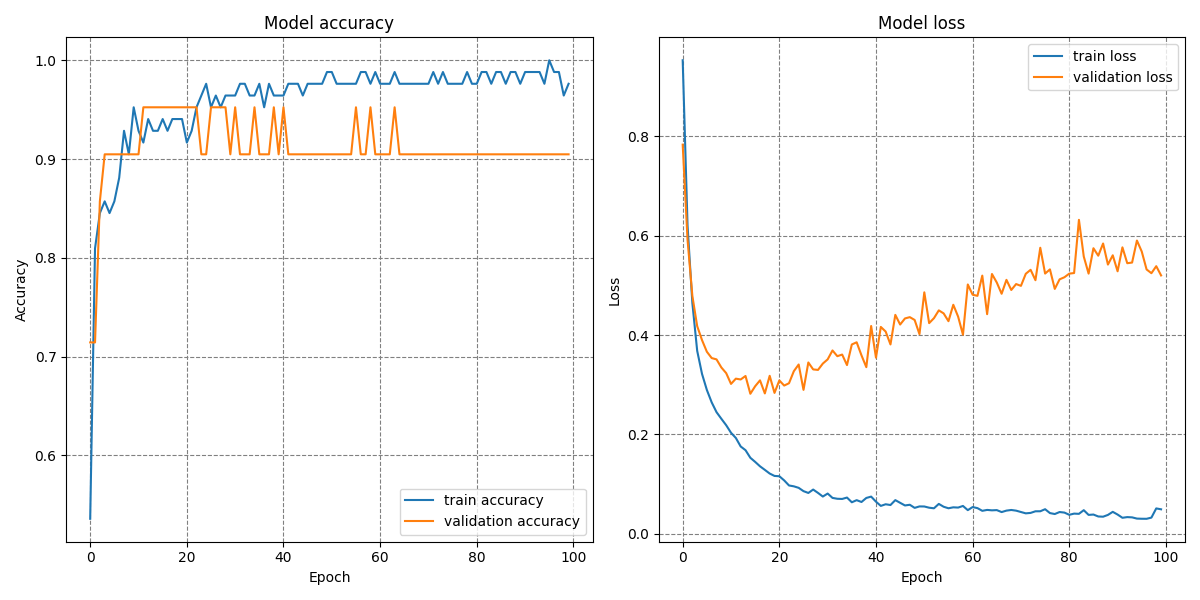 Model accuracy
Accuracy
1.0
0.9
0.8
0.7
0.6
train accuracy
validation accuracy
0 20 40 60 80 100
Epoch
Model loss
Loss
train loss
validation loss
0.8
0.6
0.4
0.2
0.0
0 20 40 60 80 100
Epoch